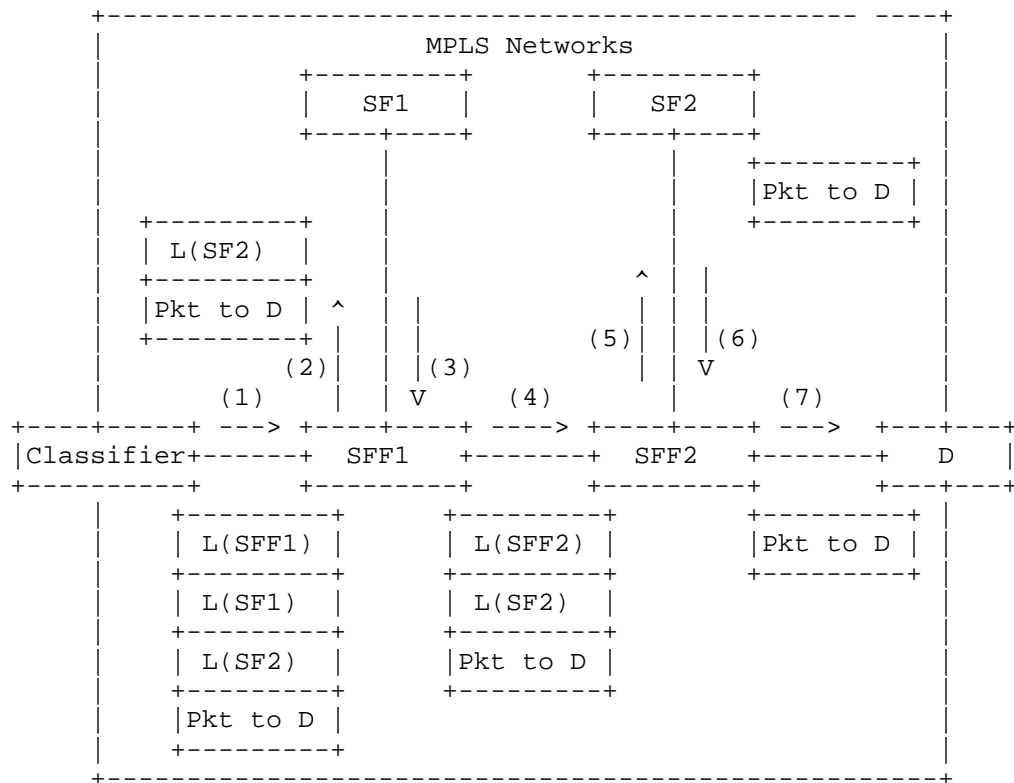 MPLS Networks
SF1 SF2
Pkt to D
L(SF2)
Pkt to D ^ ^
(5) (6)
(2) (3) V
(1) V (4) (7)
---> ----> --->
Classifier SFF1 SFF2 D
L(SFF1) L(SFF2) Pkt to D
L(SF1) L(SF2)
L(SF2) Pkt to D
Pkt to D